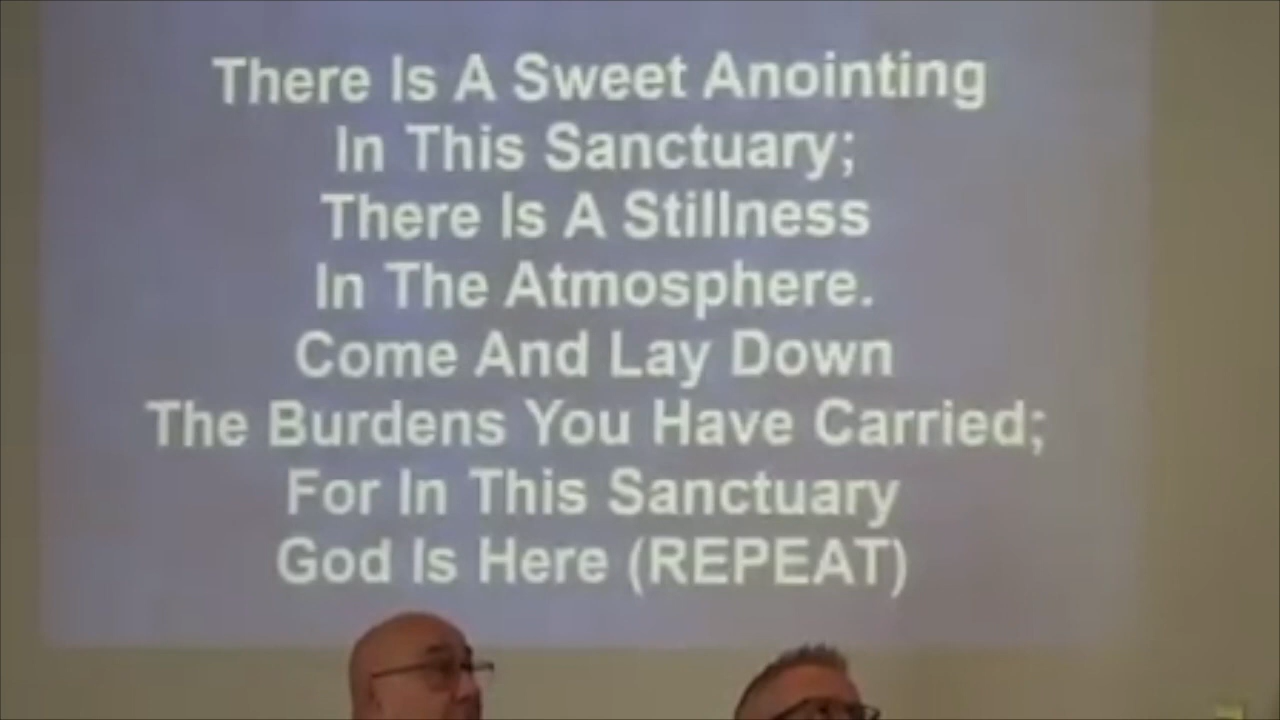 There Is A Sweet Anointing
In This Sanctuary;
There Is A Stillness
In The Atmosphere.
Come And Lay Down
The Burdens You Have Carried;
For In This Sanctuary
God Is Here (REPEAT)